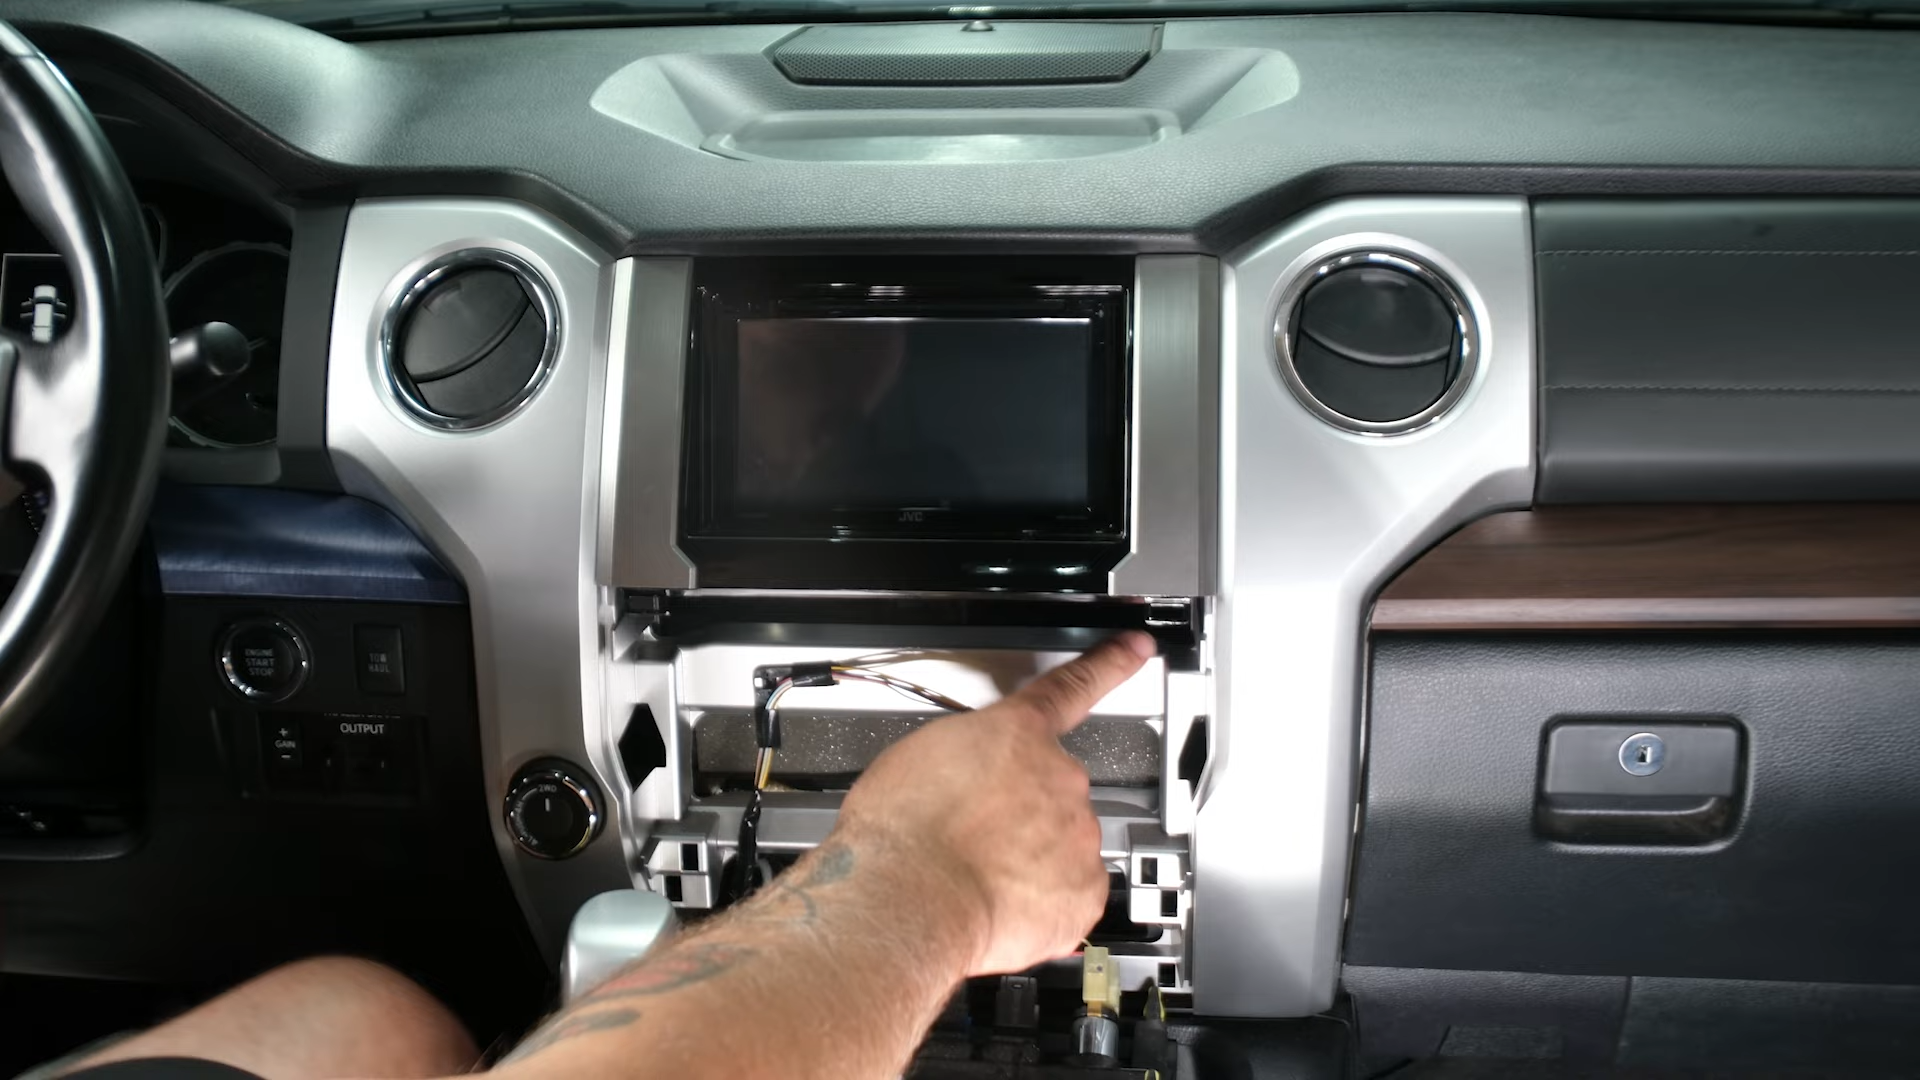 JVC
ENGINE
START
STOP
TOW
HAUL
OUTPUT
+
GAIN
-
2WD